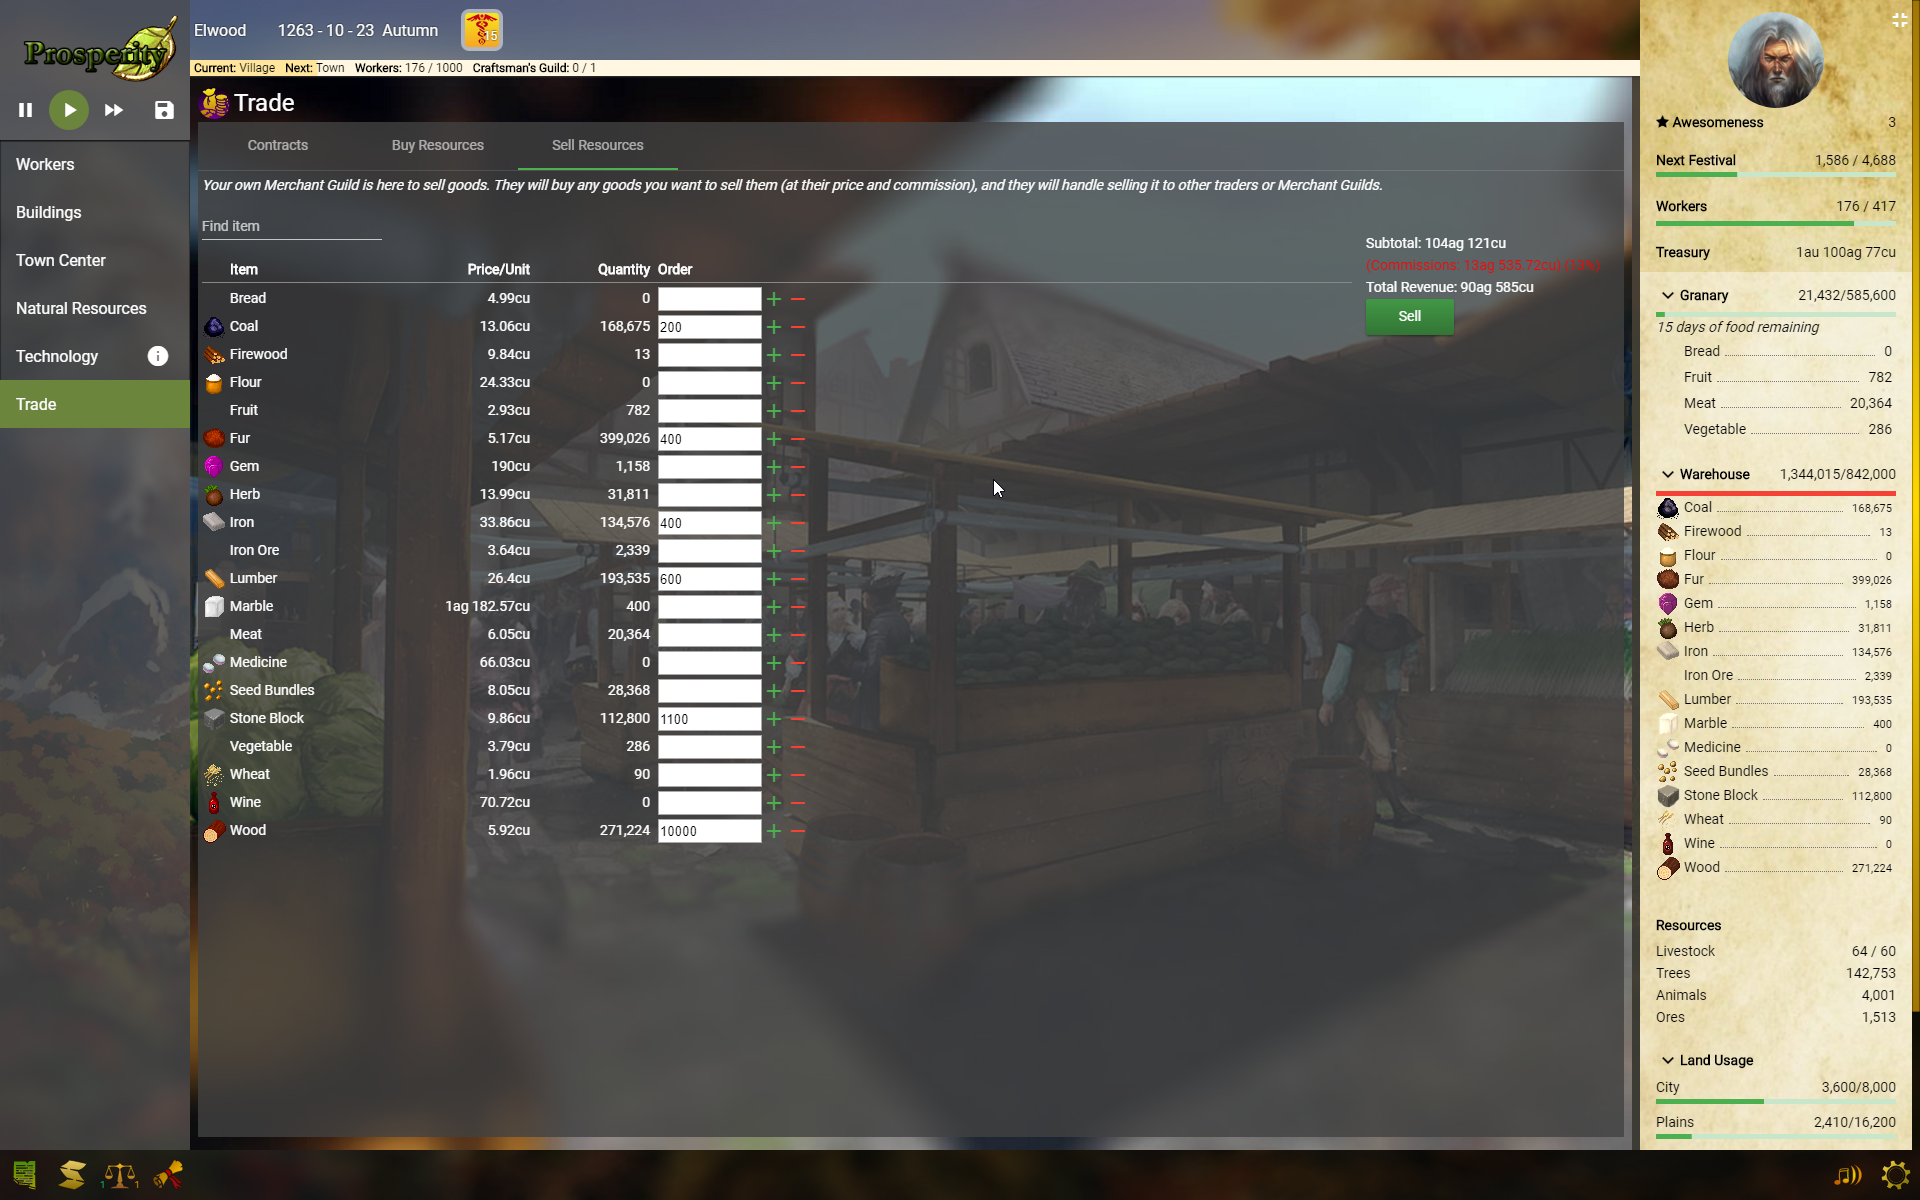 Prosperity
Elwood 1263 - 10 - 23 Autumn 15
Current: Village Next: Town Workers: 176 / 1000 Craftsman's Guild: 0 / 1
Workers
Buildings
Town Center
Natural Resources
Technology
Trade
Trade
Contracts Buy Resources Sell Resources
Your own Merchant Guild is here to sell goods. They will buy any goods you want to sell them (at their price and commission), and they will handle selling it to other traders or Merchant Guilds.
Find item
Item Price/Unit Quantity Order
Bread 4.99cu 0
Coal 13.06cu 168,675 200
Firewood 9.84cu 13
Flour 24.33cu 0
Fruit 2.93cu 782
Fur 5.17cu 399,026 400
Gem 190cu 1,158
Herb 13.99cu 31,811
Iron 33.86cu 134,576 400
Iron Ore 3.64cu 2,339
Lumber 26.4cu 193,535 600
Marble 1ag 182.57cu 400
Meat 6.05cu 20,364
Medicine 66.03cu 0
Seed Bundles 8.05cu 28,368
Stone Block 9.86cu 112,800 1100
Vegetable 3.79cu 286
Wheat 1.96cu 90
Wine 70.72cu 0
Wood 5.92cu 271,224 10000
Subtotal: 104ag 121cu
(Commissions: 13ag 535.72cu) (13%)
Total Revenue: 90ag 585cu
Sell
Awesomeness 3
Next Festival 1,586 / 4,688
Workers 176 / 417
Treasury 1au 100ag 77cu
Granary 21,432/585,600
15 days of food remaining
Bread 0
Fruit 782
Meat 20,364
Vegetable 286
Warehouse 1,344,015/842,000
Coal 168,675
Firewood 13
Flour 0
Fur 399,026
Gem 1,158
Herb 31,811
Iron 134,576
Iron Ore 2,339
Lumber 193,535
Marble 400
Medicine 0
Seed Bundles 28,368
Stone Block 112,800
Wheat 90
Wine 0
Wood 271,224
Resources
Livestock 64 / 60
Trees 142,753
Animals 4,001
Ores 1,513
Land Usage
City 3,600/8,000
Plains 2,410/16,200
1 1